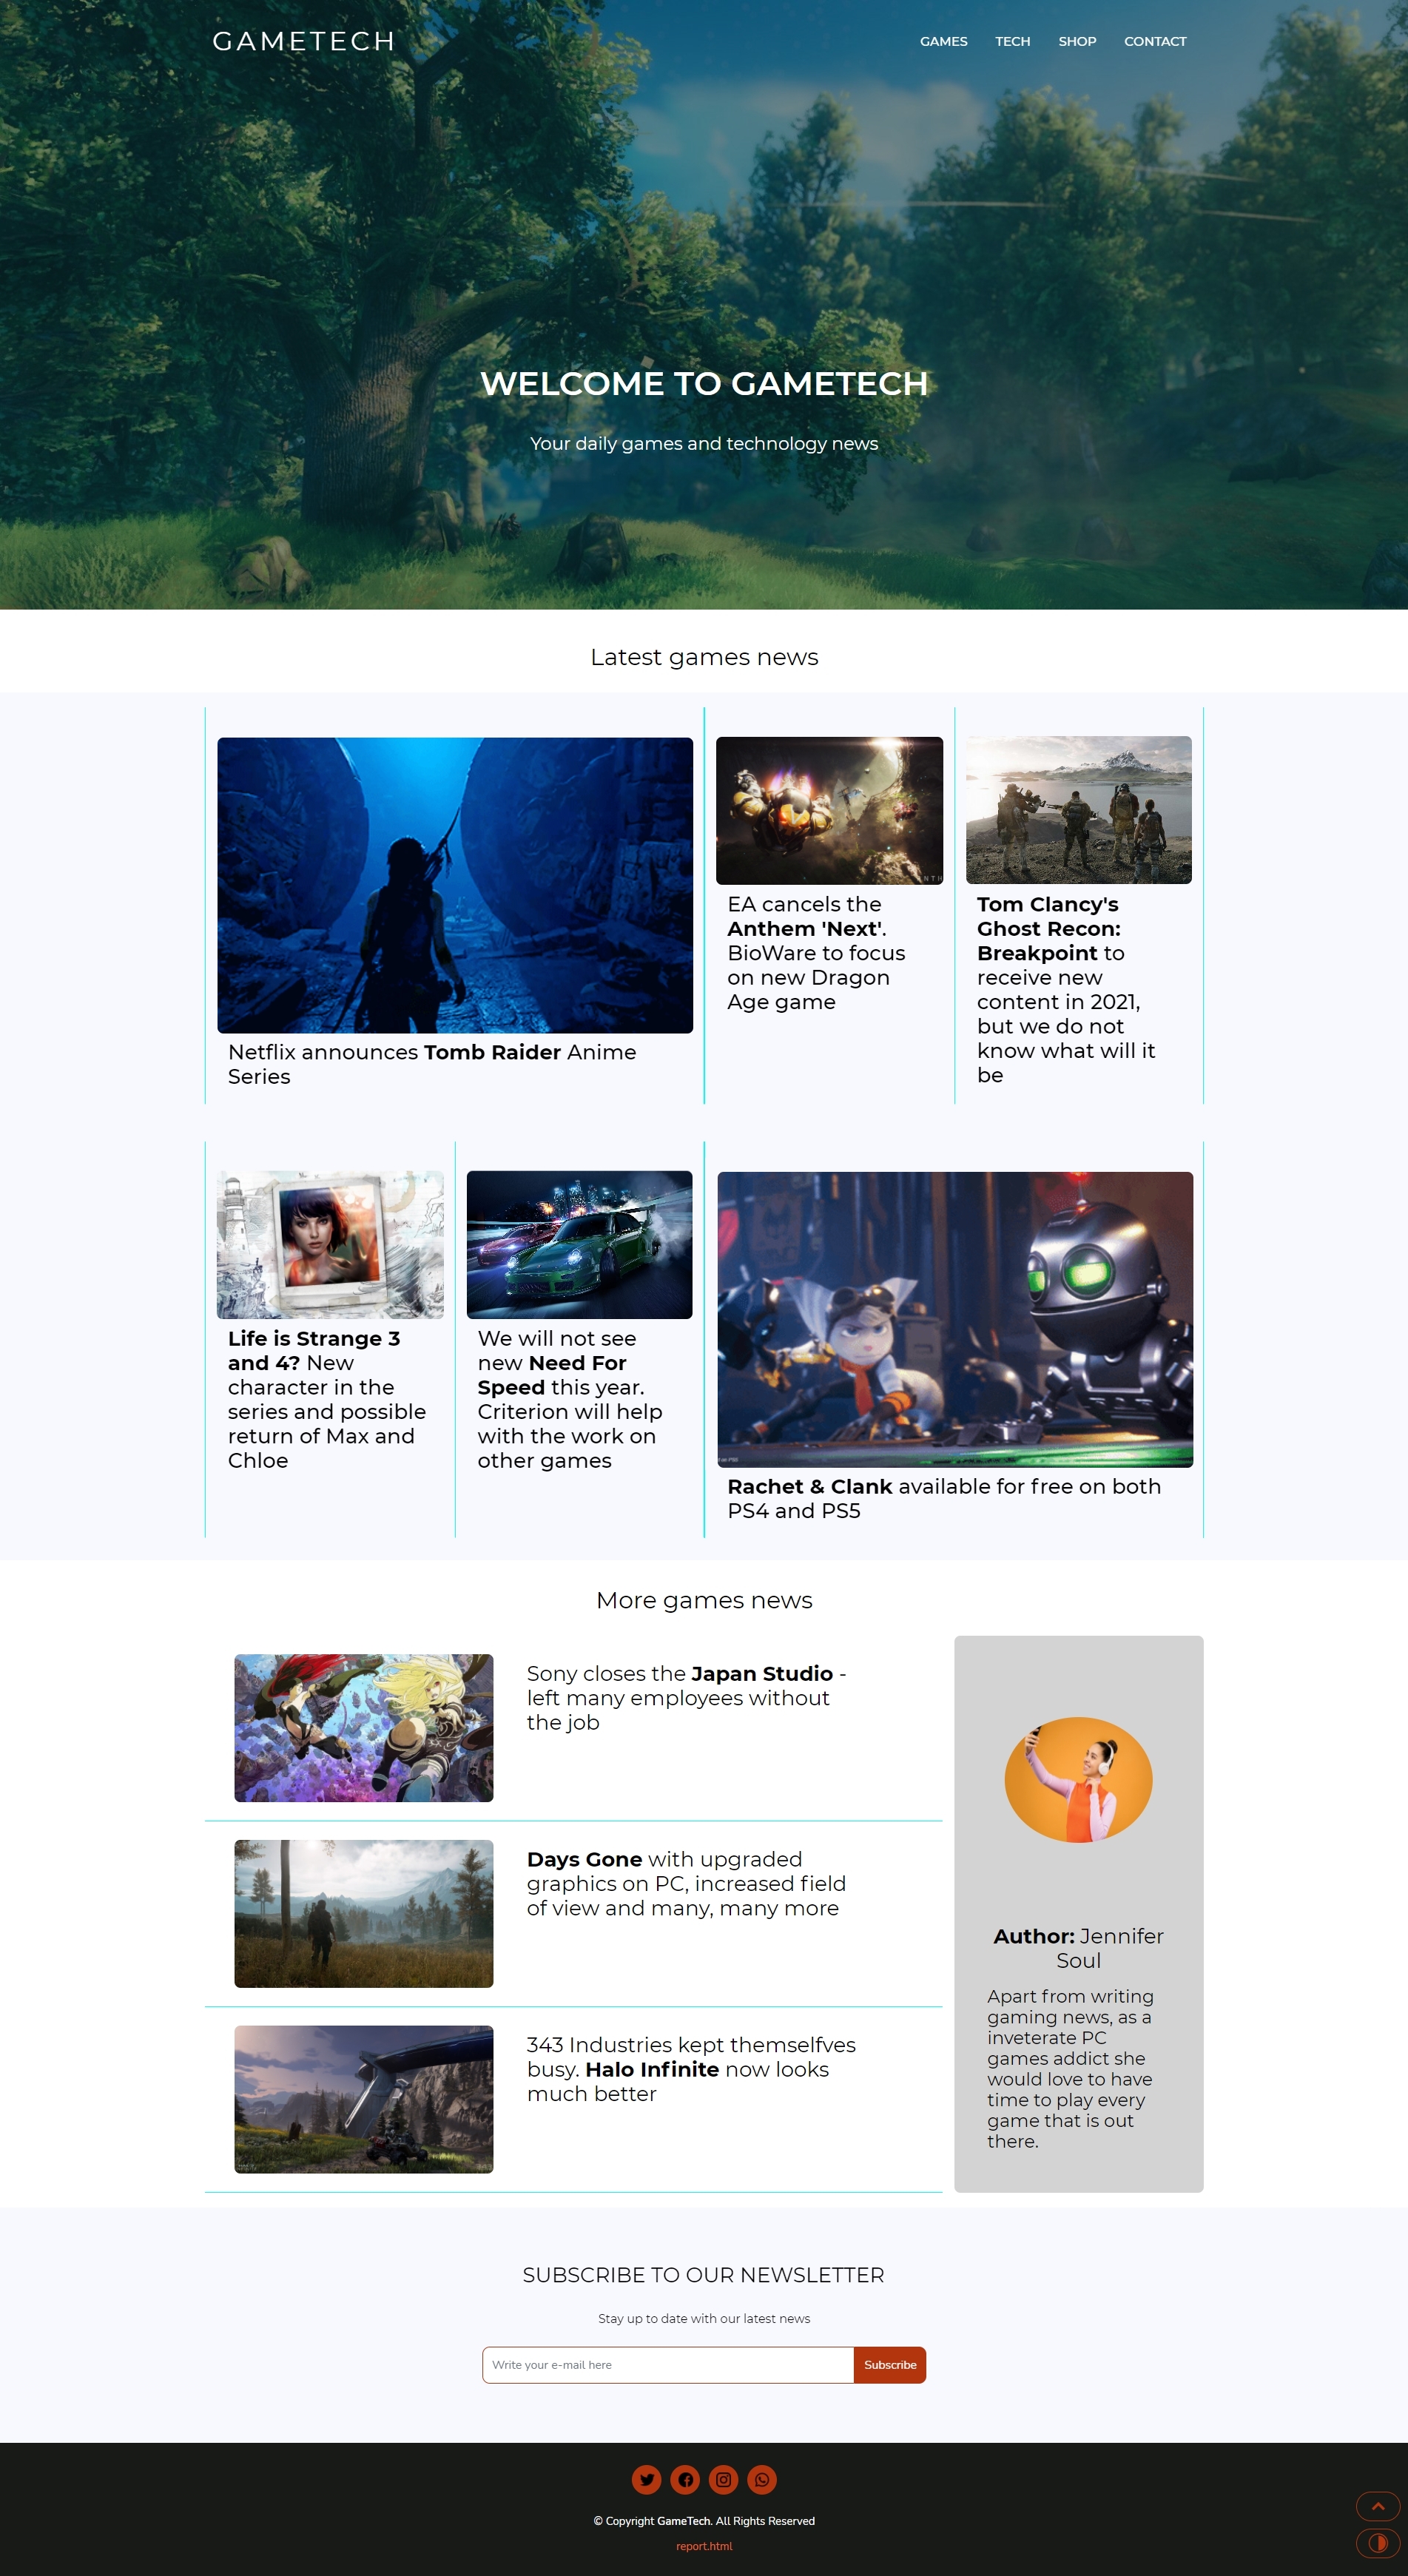 GAMETECH
GAMES TECH SHOP CONTACT
WELCOME TO GAMETECH
Your daily games and technology news
Latest games news
Netflix announces Tomb Raider Anime
Series
EA cancels the
Anthem 'Next'.
BioWare to focus
on new Dragon
Age game
Tom Clancy's
Ghost Recon:
Breakpoint to
receive new
content in 2021,
but we do not
know what will it
be
Life is Strange 3
and 4? New
character in the
series and possible
return of Max and
Chloe
We will not see
new Need For
Speed this year.
Criterion will help
with the work on
other games
Rachet & Clank available for free on both
PS4 and PS5
More games news
Sony closes the Japan Studio -
left many employees without
the job
Days Gone with upgraded
graphics on PC, increased field
of view and many, many more
343 Industries kept themselfves
busy. Halo Infinite now looks
much better
Author: Jennifer
Soul
Apart from writing
gaming news, as a
inveterate PC
games addict she
would love to have
time to play every
game that is out
there.
SUBSCRIBE TO OUR NEWSLETTER
Stay up to date with our latest news
Write your e-mail here
Subscribe
© Copyright GameTech. All Rights Reserved
report.html